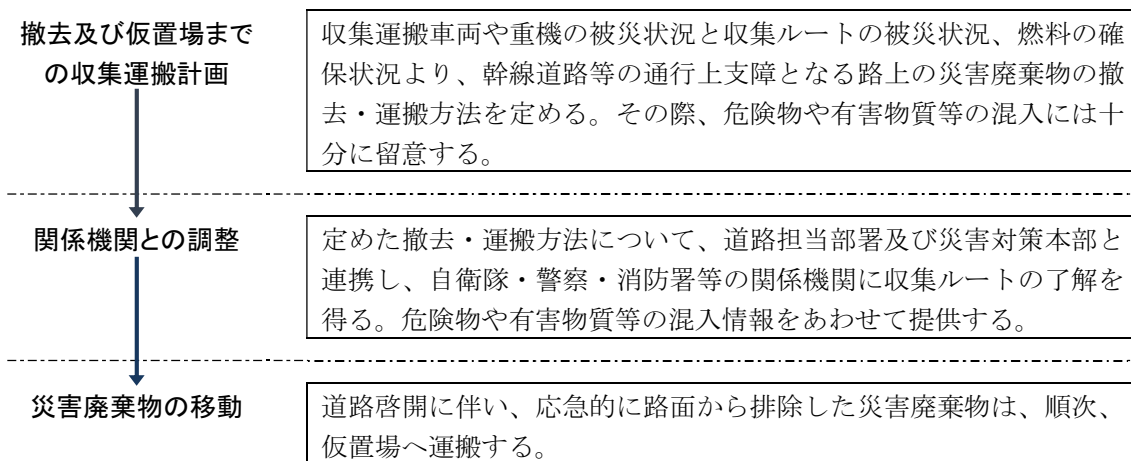 撤去及び仮置場まで
の収集運搬計画
収集運搬車両や重機の被災状況と収集ルートの被災状況、燃料の確
保状況より、幹線道路等の通行上支障となる路上の災害廃棄物の撤
去・運搬方法を定める。その際、危険物や有害物質等の混入には十
分に留意する。
関係機関との調整
定めた撤去・運搬方法について、道路担当部署及び災害対策本部と
連携し、自衛隊・警察・消防署等の関係機関に収集ルートの了解を
得る。危険物や有害物質等の混入情報をあわせて提供する。
災害廃棄物の移動
道路啓開に伴い、応急的に路面から排除した災害廃棄物は、順次、
仮置場へ運搬する。